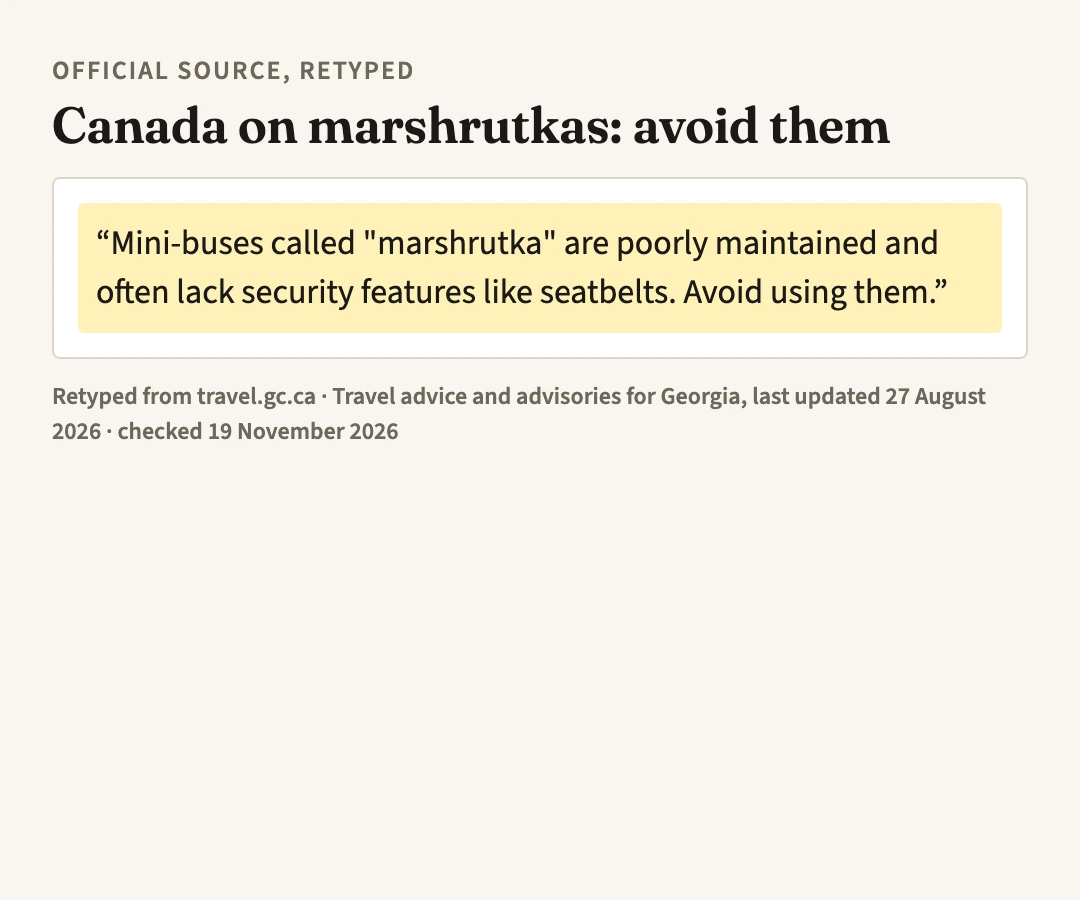 OFFICIAL SOURCE, RETYPED
Canada on marshrutkas: avoid them
“Mini-buses called "marshrutka" are poorly maintained and
often lack security features like seatbelts. Avoid using them.”
Retyped from travel.gc.ca · Travel advice and advisories for Georgia, last updated 27 August
2026 · checked 19 November 2026